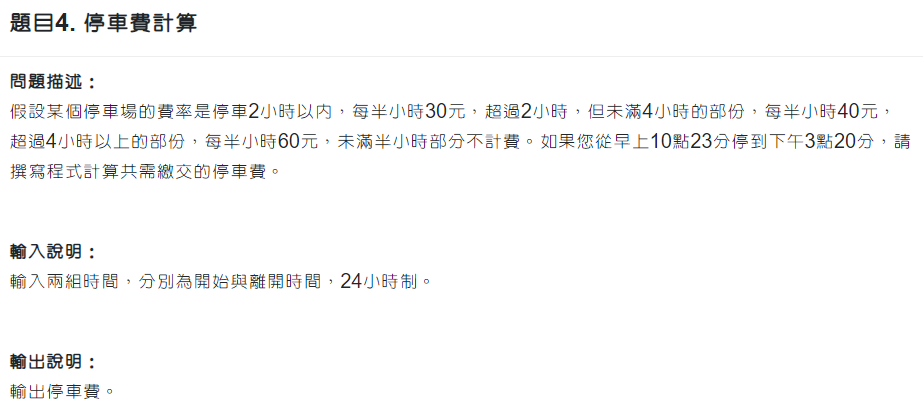 題目4. 停車費計算
問題描述：
假設某個停車場的費率是停車2小時以內，每半小時30元，超過2小時，但未滿4小時的部份，每半小時40元，
超過4小時以上的部份，每半小時60元，未滿半小時部分不計費。如果您從早上10點23分停到下午3點20分，請
撰寫程式計算共需繳交的停車費。
輸入說明：
輸入兩組時間，分別為開始與離開時間，24小時制。
輸出說明：
輸出停車費。